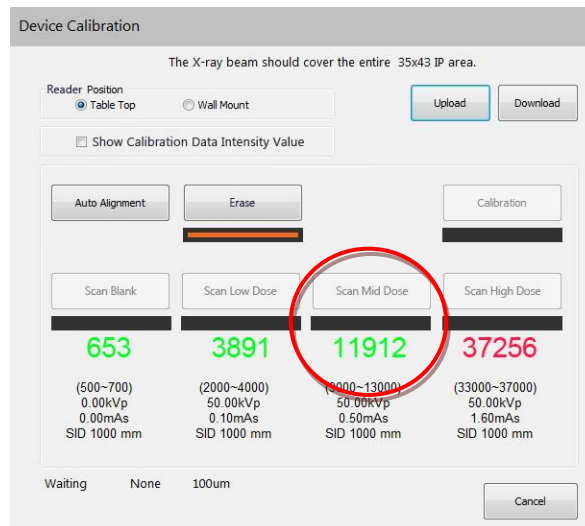 Device Calibration
The X-ray beam should cover the entire 35x43 IP area.
Reader Position
Table Top
Wall Mount
Upload
Download
Show Calibration Data Intensity Value
Auto Alignment
Erase
Calibration
Scan Blank
Scan Low Dose
Scan Mid Dose
Scan High Dose
653
3891
11912
37256
(500~700)
(2000~4000)
(9000~13000)
(33000~37000)
0.00kVp
50.00kVp
50.00kVp
50.00kVp
0.00mAs
0.10mAs
0.50mAs
1.60mAs
SID 1000 mm
SID 1000 mm
SID 1000 mm
SID 1000 mm
Waiting
None
100um
Cancel